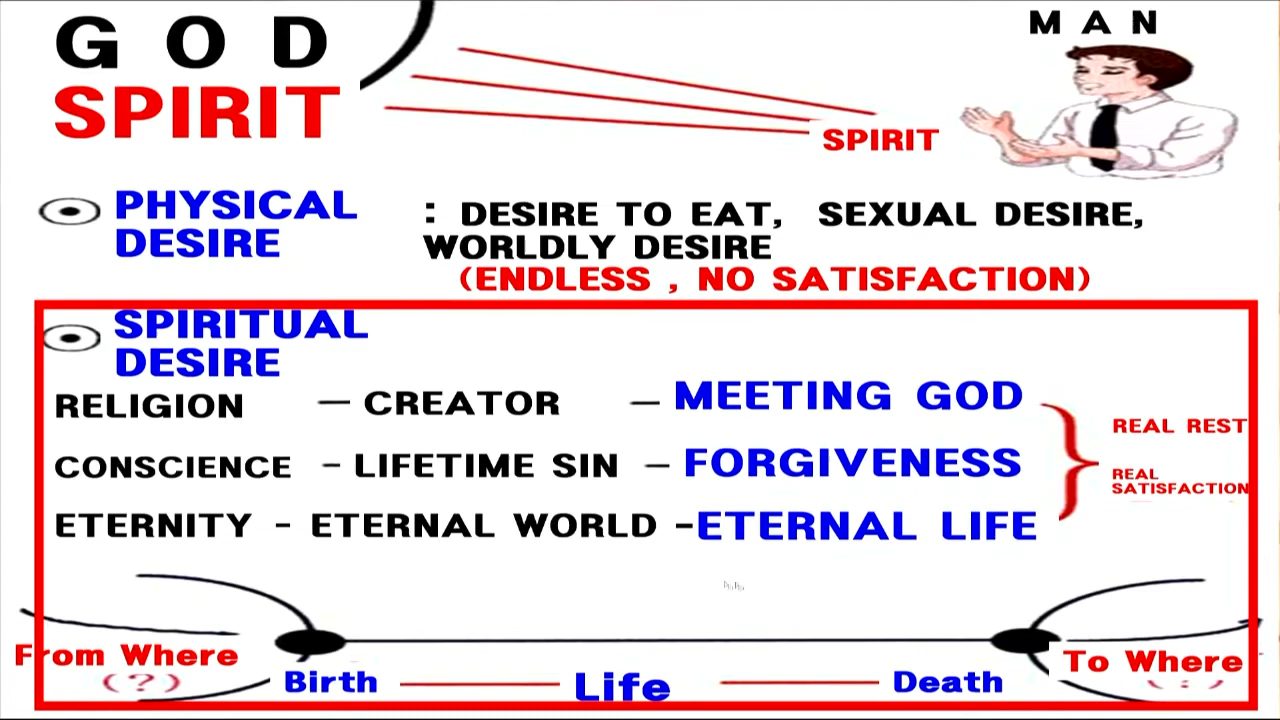 G O D
M A N
SPIRIT
SPIRIT
PHYSICAL
DESIRE
: DESIRE TO EAT, SEXUAL DESIRE,
WORLDLY DESIRE
(ENDLESS , NO SATISFACTION)
SPIRITUAL
DESIRE
RELIGION — CREATOR — MEETING GOD
REAL REST
CONSCIENCE - LIFETIME SIN — FORGIVENESS
REAL
SATISFACTION
ETERNITY - ETERNAL WORLD -ETERNAL LIFE
From Where
(?)
To Where
Birth
Life
Death